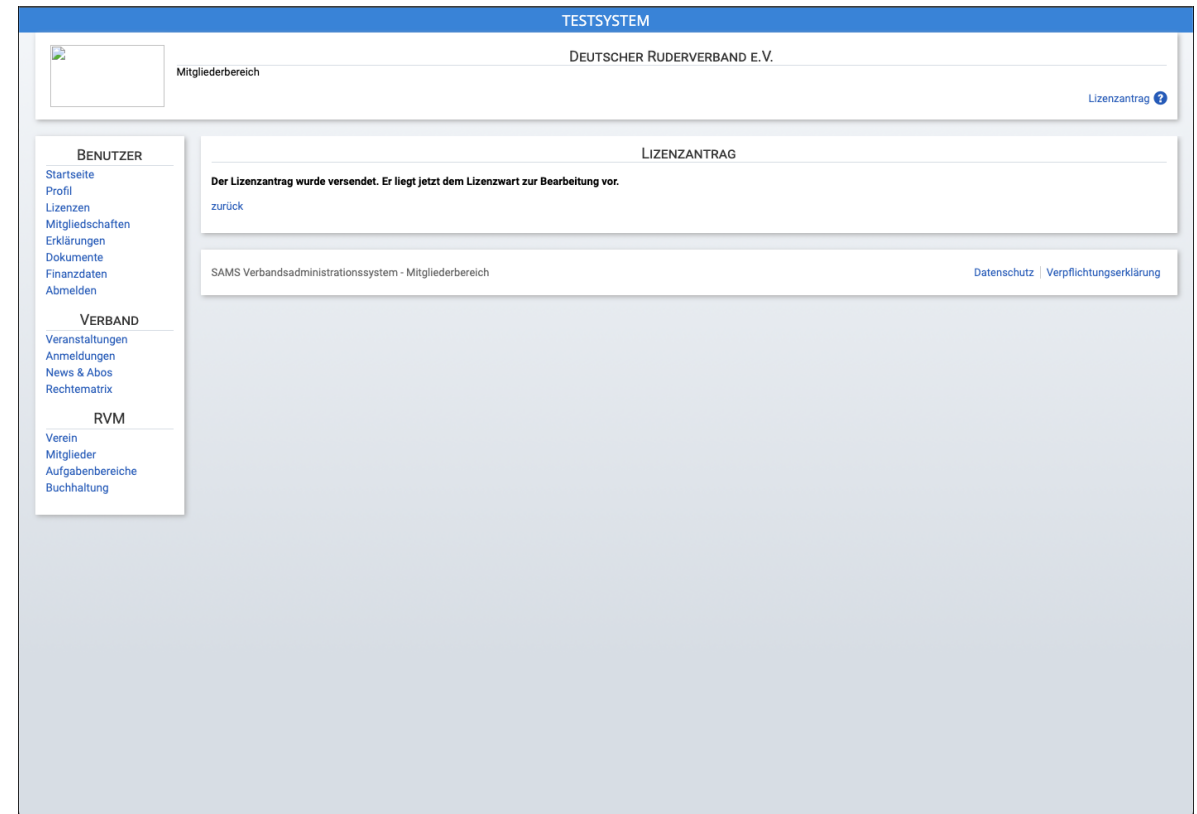 TESTSYSTEM
Deutscher Ruderverband e.V.
Mitgliederbereich
Lizenzantrag ?
Benutzer
Startseite
Profil
Lizenzen
Mitgliedschaften
Erklärungen
Dokumente
Finanzdaten
Abmelden
Verband
Veranstaltungen
Anmeldungen
News & Abos
Rechtematrix
RVM
Verein
Mitglieder
Aufgabenbereiche
Buchhaltung
Lizenzantrag
Der Lizenzantrag wurde versendet. Er liegt jetzt dem Lizenzwart zur Bearbeitung vor.
zurück
SAMS Verbandsadministrationssystem - Mitgliederbereich
Datenschutz | Verpflichtungserklärung